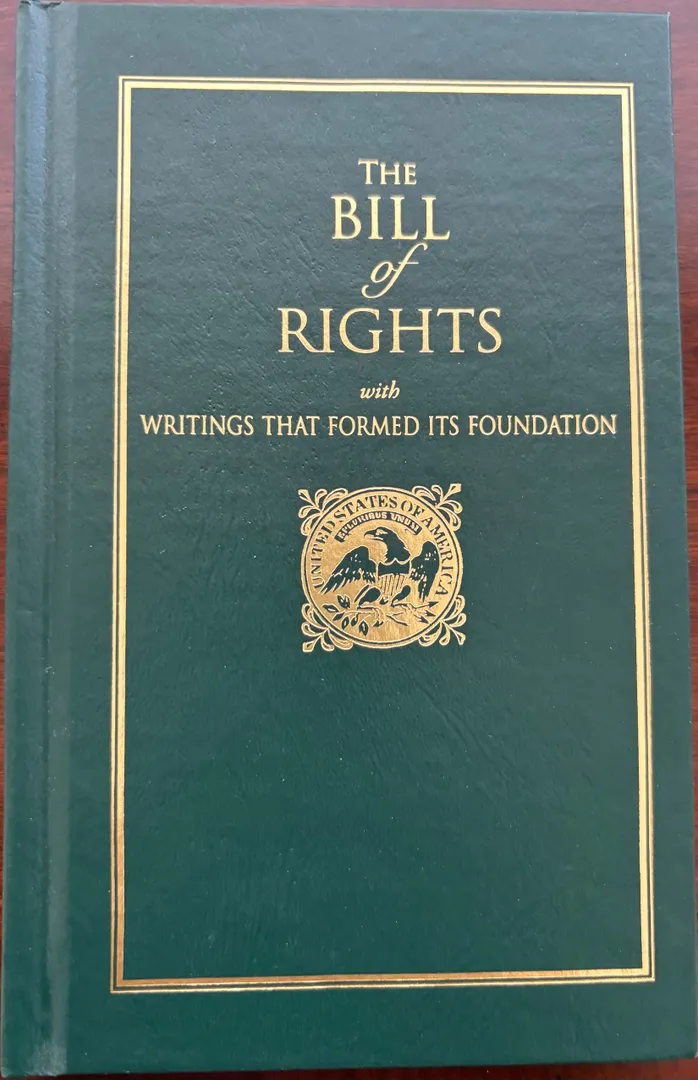 THE
BILL
of
RIGHTS
with
WRITINGS THAT FORMED ITS FOUNDATION
UNITED STATES OF AMERICA
E PLURIBUS UNUM